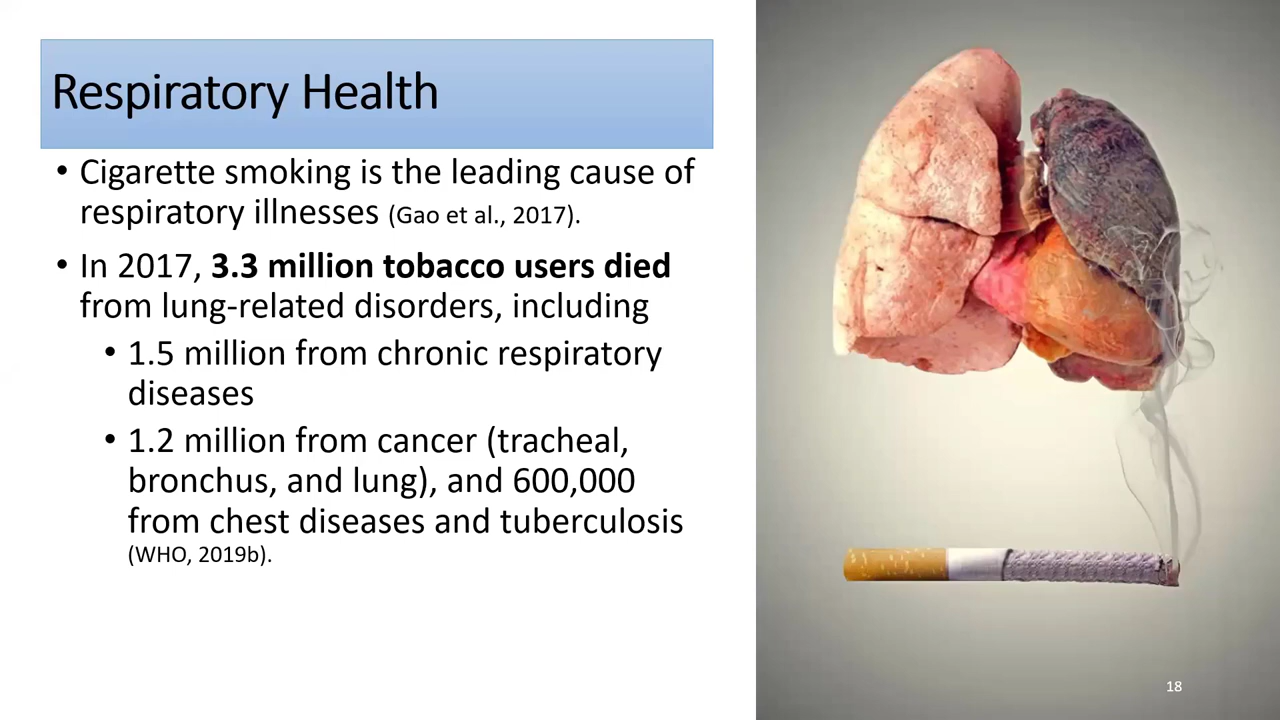 Respiratory Health
• Cigarette smoking is the leading cause of
respiratory illnesses (Gao et al., 2017).
• In 2017, 3.3 million tobacco users died
from lung-related disorders, including
• 1.5 million from chronic respiratory
diseases
• 1.2 million from cancer (tracheal,
bronchus, and lung), and 600,000
from chest diseases and tuberculosis
(WHO, 2019b).
18